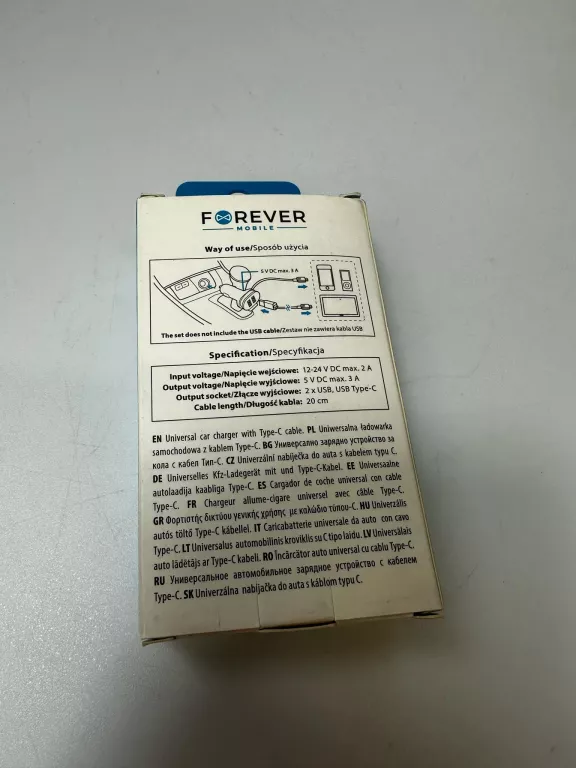 FOREVER
MOBILE
Way of use/Sposób użycia
5 V DC max. 3 A
The set does not include the USB cable/Zestaw nie zawiera kabla USB
Specification/Specyfikacja
Input voltage/Napięcie wejściowe: 12-24 V DC max. 2 A
Output voltage/Napięcie wyjściowe: 5 V DC max. 3 A
Output socket/Złącze wyjściowe: 2 x USB, USB Type-C
Cable length/Długość kabla: 20 cm
EN Universal car charger with Type-C cable. PL Uniwersalna ładowarka
samochodowa z kablem Type-C. BG Универсално зарядно устройство за
кола с кабел Тип-C. CZ Univerzální nabíječka do auta s kabelem typu C.
DE Universelles Kfz-Ladegerät mit und Type-C-Kabel. EE Universaalne
autolaadija kaabliga Type-C. ES Cargador de coche universal con cable
Type-C. FR Chargeur allume-cigare universel avec câble Type-C.
GR Φορτιστής δικτύου γενικής χρήσης με καλώδιο τύπου-C. HU Univerzális
autós töltő Type-C kábellel. IT Caricabatterie universale da auto con cavo
Type-C. LT Universalus automobilinis kroviklis su C tipo laidu. LV Universālais
auto lādētājs ar Type-C kabeli. RO Încărcător auto universal cu cablu Type-C.
RU Универсальное автомобильное зарядное устройство с кабелем
Type-C. SK Univerzálna nabíjačka do auta s káblom typu C.